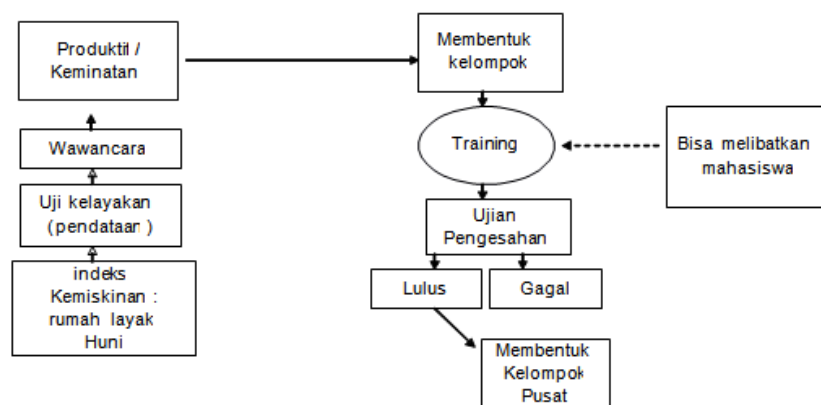 Produktif /
Keminatan
Membentuk
kelompok
Wawancara
Training
Bisa melibatkan
mahasiswa
Uji kelayakan
(pendataan)
Ujian
Pengesahan
indeks
Kemiskinan :
rumah layak
Huni
Lulus
Gagal
Membentuk
Kelompok
Pusat